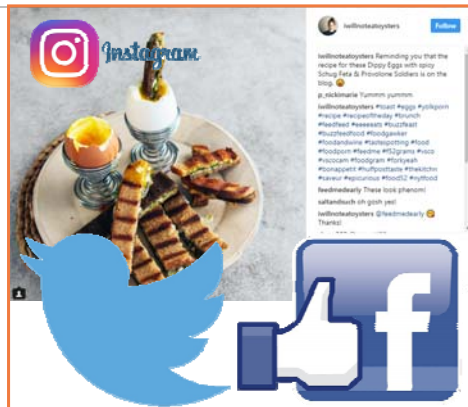 Instagram
iwillnoteatoysters
Follow
iwillnoteatoysters Reminding you that the
recipe for these Dippy Eggs with spicy
Schug Feta & Provolone Soldiers is on the
blog.
p_nickimarie Yummm yummm
iwillnoteatoysters #toast #eggs #yolkporn
#recipe #recipeoftheday #brunch
#feedfeed #eeeeeats #buzzfeast
#buzzfeedfood #foodgawker
#foodandwine #tastespotting #food
#foodporn #feedme #f52grams #vsco
#vscocam #foodgram #forkyeah
#bonappetit #huffposttaste #thekitchn
#saveur #epicurious #food52 #nytfood
feedmedearly These look phenom!
saltandsuch oh gosh yes!
iwillnoteatoysters @feedmedearly
Thanks!
f